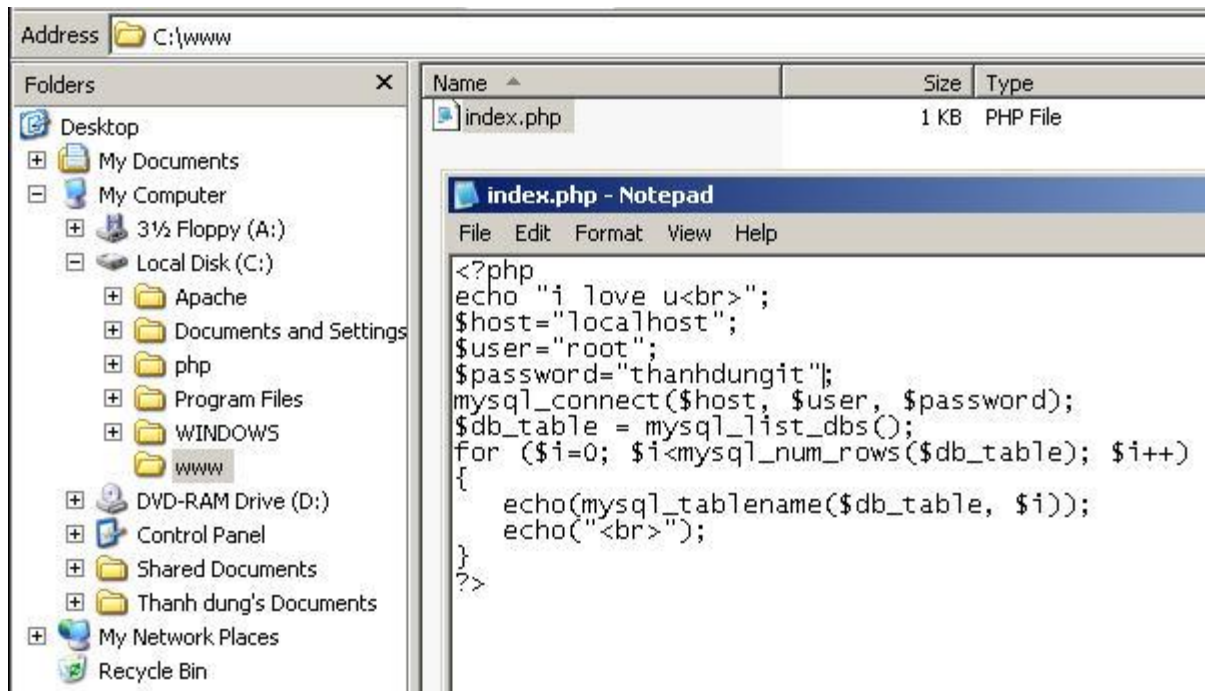 Address C:\www
Folders
Name Size Type
index.php 1 KB PHP File
Desktop
My Documents
My Computer
3½ Floppy (A:)
Local Disk (C:)
Apache
Documents and Settings
php
Program Files
WINDOWS
www
DVD-RAM Drive (D:)
Control Panel
Shared Documents
Thanh dung's Documents
My Network Places
Recycle Bin
index.php - Notepad
File Edit Format View Help
<?php
echo "i love u<br>";
$host="localhost";
$user="root";
$password="thanhdungit";
mysql_connect($host, $user, $password);
$db_table = mysql_list_dbs();
for ($i=0; $i<mysql_num_rows($db_table); $i++)
{
   echo(mysql_tablename($db_table, $i));
   echo("<br>");
}
?>